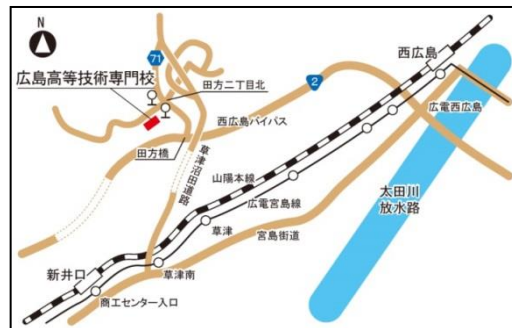 N
71
広島高等技術専門校
田方二丁目北
西広島
2
広電西広島
西広島バイパス
田方橋
草津沼田道路
山陽本線
広電宮島線
太田川
放水路
草津
宮島街道
新井口
草津南
商工センター入口